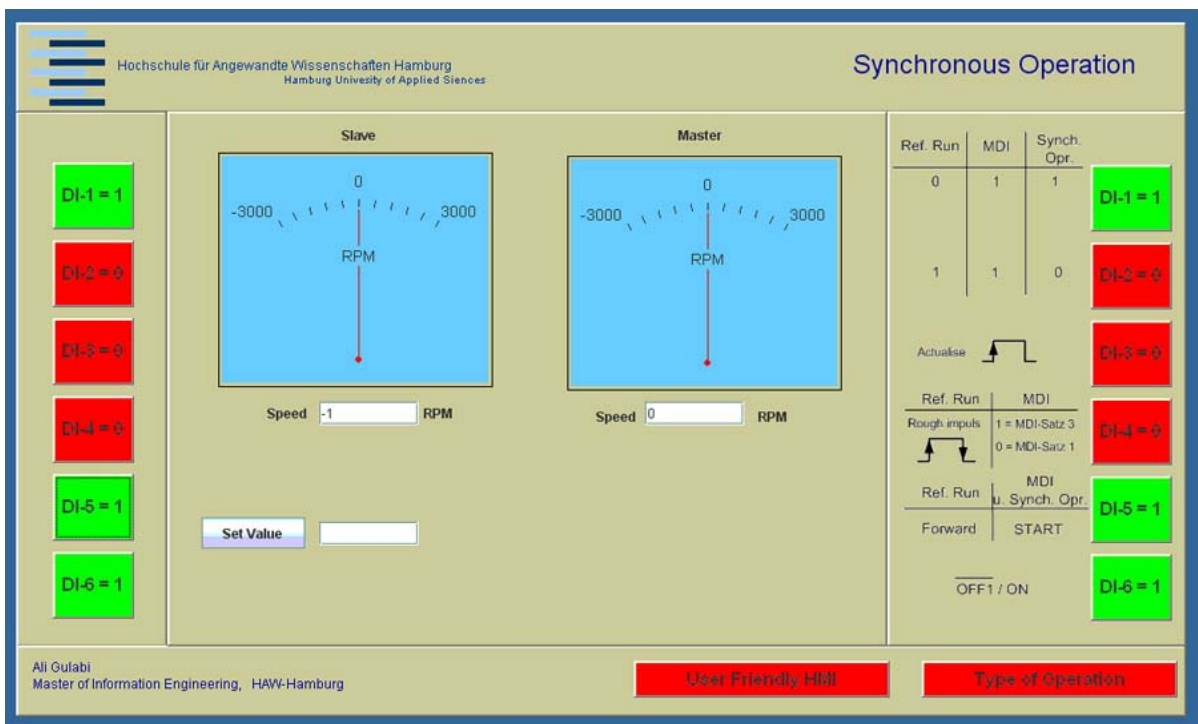 Hochschule für Angewandte Wissenschaften Hamburg
Hamburg Univesity of Applied Siences
Synchronous Operation
DI-1 = 1
DI-2 = 0
DI-3 = 0
DI-4 = 0
DI-5 = 1
DI-6 = 1
Slave
-3000 0 3000
RPM
Speed -1 RPM
Set Value
Master
-3000 0 3000
RPM
Speed 0 RPM
Ref. Run MDI Synch. Opr.
0 1 1
1 1 0
Actualise
Ref. Run MDI
Rough impuls 1 = MDI-Satz 3
0 = MDI-Satz 1
Ref. Run MDI u. Synch. Opr.
Forward START
OFF1 / ON
DI-1 = 1
DI-2 = 0
DI-3 = 0
DI-4 = 0
DI-5 = 1
DI-6 = 1
Ali Gulabi
Master of Information Engineering, HAW-Hamburg
User Friendly HMI
Type of Operation